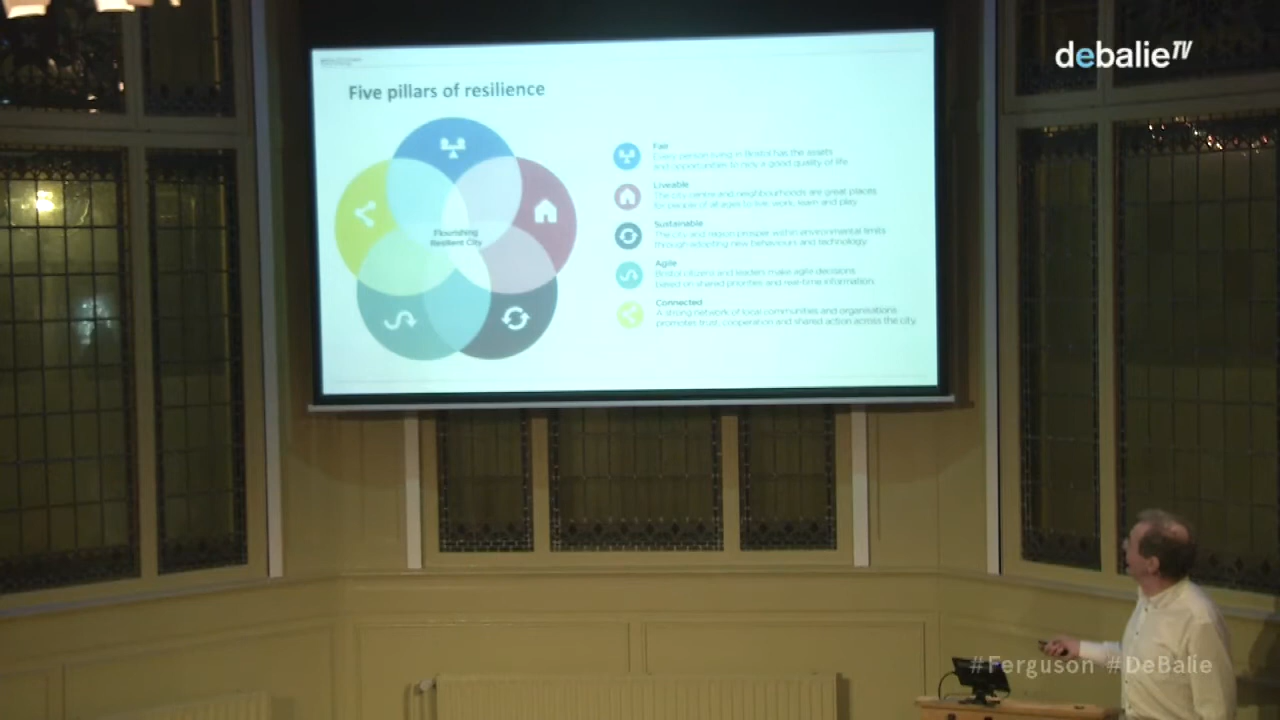 debalie TV
Five pillars of resilience
Flourishing
Resilient City
Fair
Every person living in Bristol has the assets
and opportunities to enjoy a good quality of life
Liveable
The city centre and neighbourhoods are great places
for people of all ages to live, work, learn and play
Sustainable
The city and region prosper within environmental limits
through adopting new behaviours and technology
Agile
Bristol citizens and leaders make agile decisions
based on shared priorities and real-time information
Connected
A strong network of local communities and organisations
promotes trust, cooperation and shared action across the city
#Ferguson #DeBalie